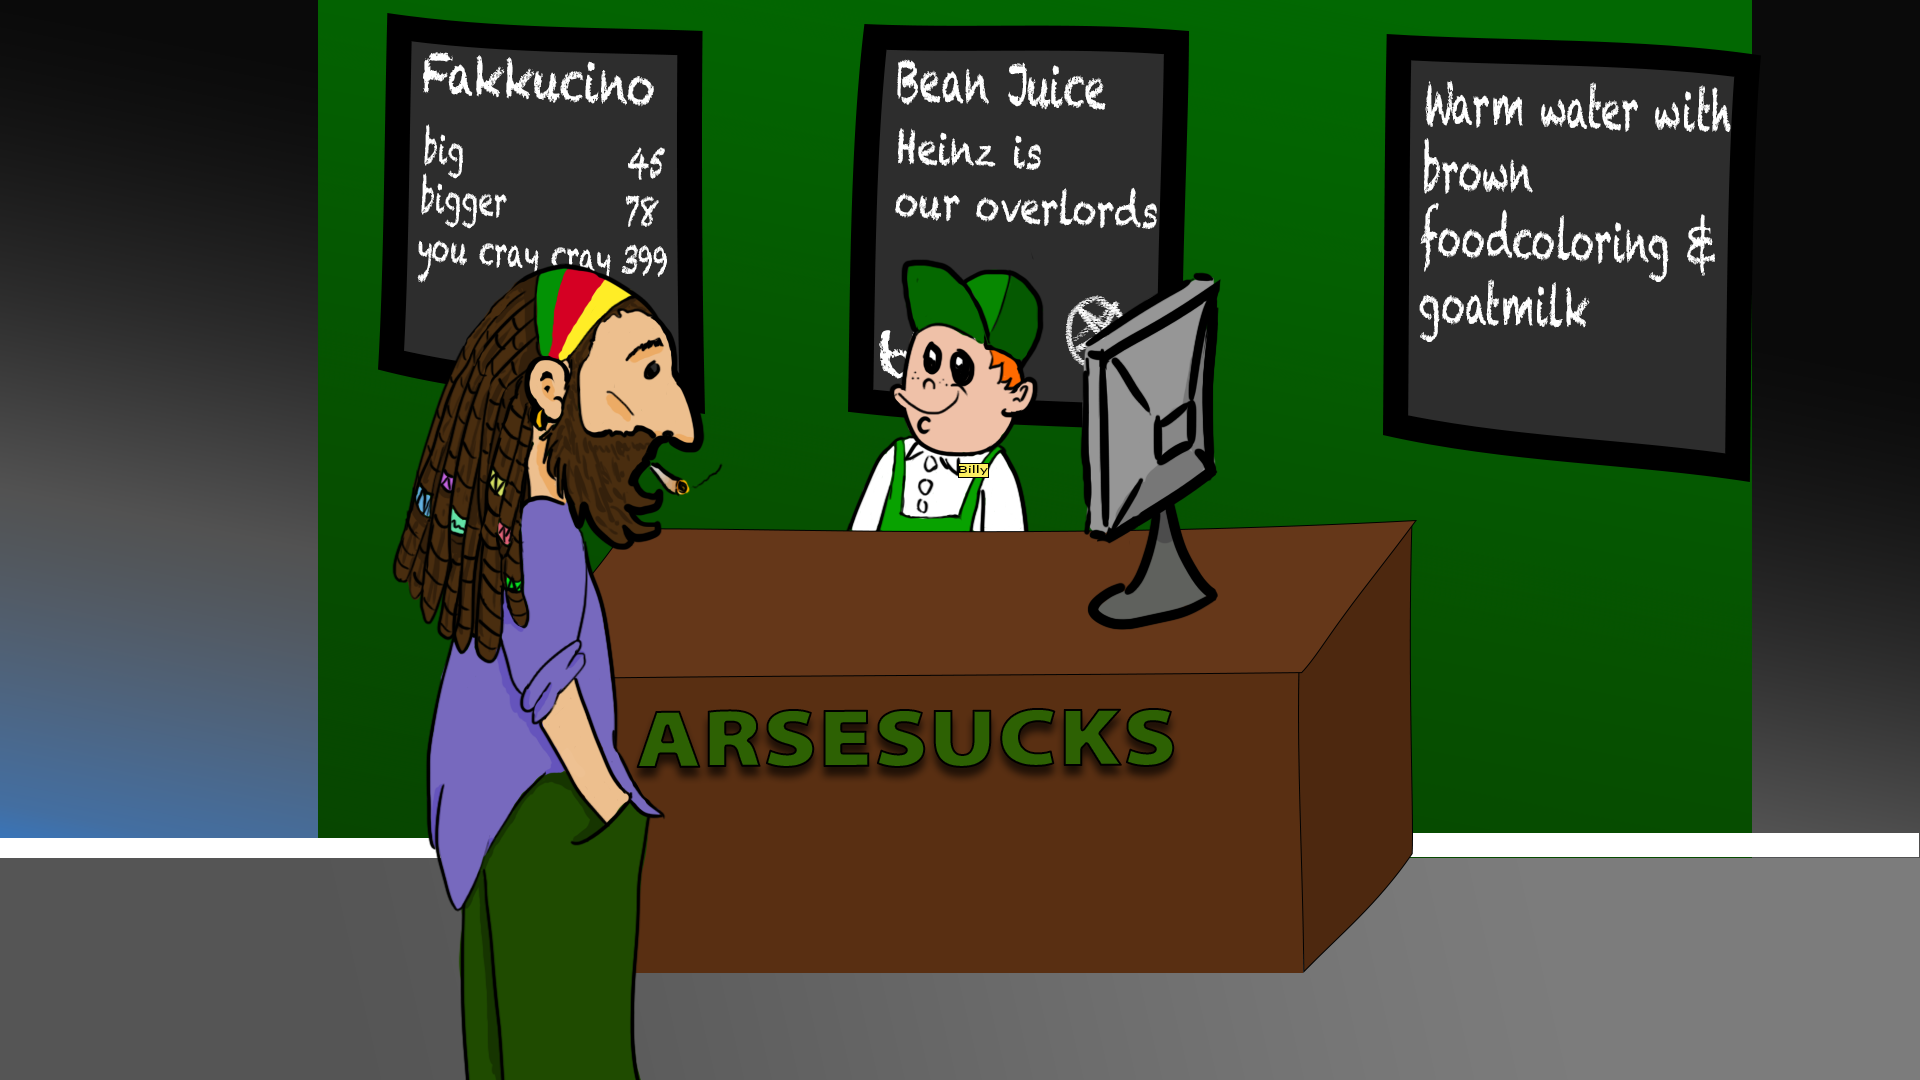 Fakkucino
big 45
bigger 78
you cray cray 399
Bean Juice
Heinz is
our overlords
Warm water with
brown
foodcoloring &
goatmilk
Billy
ARSESUCKS